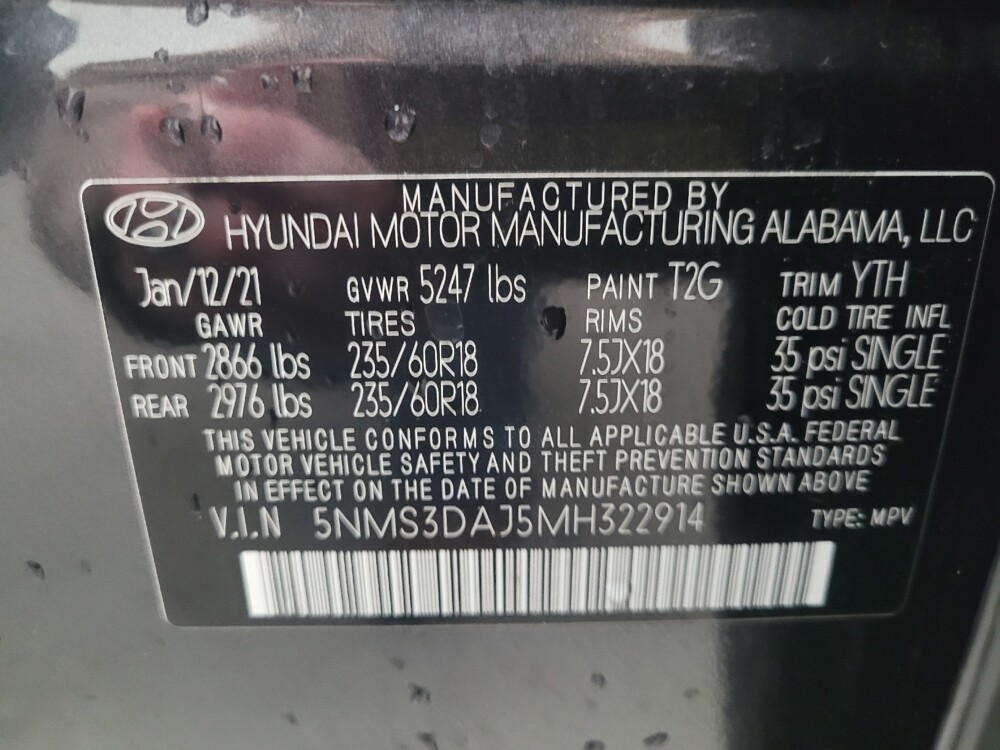 MANUFACTURED BY
HYUNDAI MOTOR MANUFACTURING ALABAMA, LLC
Jan/12/21 GVWR 5247 lbs PAINT T2G TRIM YTH
GAWR TIRES RIMS COLD TIRE INFL
FRONT 2866 lbs 235/60R18 7.5JX18 35 psi SINGLE
REAR 2976 lbs 235/60R18 7.5JX18 35 psi SINGLE
THIS VEHICLE CONFORMS TO ALL APPLICABLE U.S.A. FEDERAL
MOTOR VEHICLE SAFETY AND THEFT PREVENTION STANDARDS
IN EFFECT ON THE DATE OF MANUFACTURE SHOWN ABOVE
V.I.N 5NMS3DAJ5MH322914 TYPE: MPV